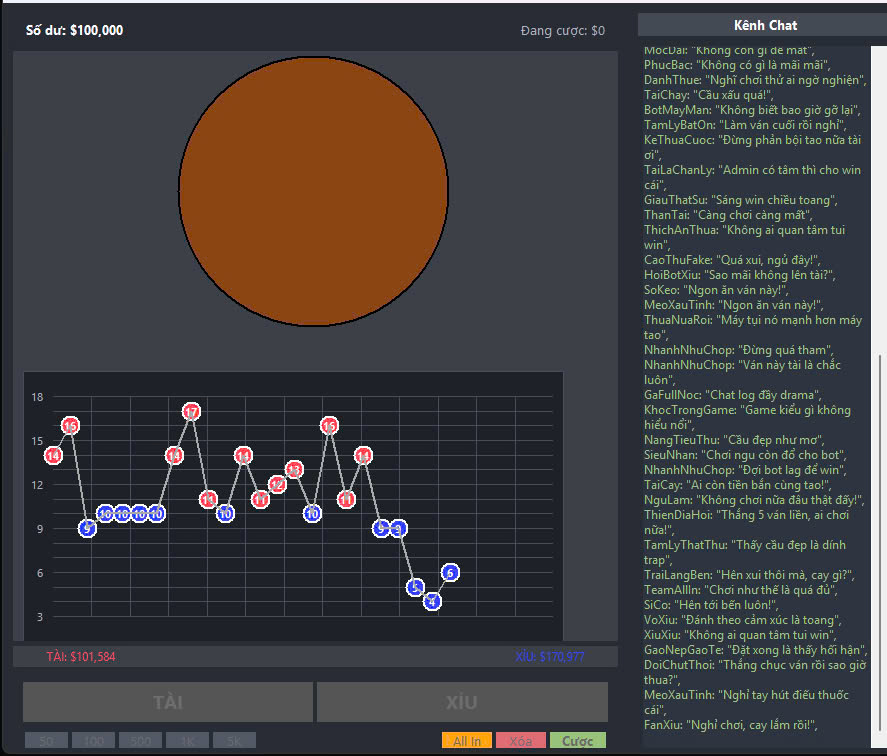 Số dư: $100,000
Đang cược: $0
18
15
12
9
6
3
14
16
9
10
10
10
10
14
17
11
10
14
11
12
13
10
16
11
14
9
9
5
4
6
TÀI: $101,584
XỈU: $170,977
TÀI
XỈU
50
100
500
1K
5K
All In
Xóa
Cược
Kênh Chat
MocDai: "Không còn gì để mất",
PhucBac: "Không có gì là mãi mãi",
DanhThue: "Nghĩ chơi thử ai ngờ nghiện",
TaiChay: "Cầu xấu quá!",
BotMayMan: "Không biết bao giờ gỡ lại",
TamLyBatOn: "Làm ván cuối rồi nghỉ",
KeThuaCuoc: "Đừng phản bội tao nữa tài
ơi",
TaiLaChanLy: "Admin có tâm thì cho win
cái",
GiauThatSu: "Sáng win chiều toang",
ThanTai: "Càng chơi càng mất",
ThichAnThua: "Không ai quan tâm tui
win",
CaoThuFake: "Quá xui, ngủ đây!",
HoiBotXiu: "Sao mãi không lên tài?",
SoKeo: "Ngon ăn ván này!",
MeoXauTinh: "Ngon ăn ván này!",
ThuaNuaRoi: "Máy tụi nó mạnh hơn máy
tao",
NhanhNhuChop: "Đừng quá tham",
NhanhNhuChop: "Ván này tài là chắc
luôn",
GaFullNoc: "Chat log đầy drama",
KhocTrongGame: "Game kiểu gì không
hiểu nổi",
NangTieuThu: "Cầu đẹp như mơ",
SieuNhan: "Chơi ngu còn đổ cho bot",
NhanhNhuChop: "Đợi bot lag để win",
TaiCay: "Ai còn tiền bắn cùng tao!",
NguLam: "Không chơi nữa đâu thật đấy!",
ThienDiaHoi: "Thắng 5 ván liền, ai chơi
nữa!",
TamLyThatThu: "Thấy cầu đẹp là dính
trap",
TraiLangBen: "Hên xui thôi mà, cay gì?",
TeamAllIn: "Chơi như thế là quá đủ",
SiCo: "Hên tới bến luôn!",
VoXiu: "Đánh theo cảm xúc là toang",
XiuXiu: "Không ai quan tâm tui win",
GaoNepGaoTe: "Đặt xong là thấy hối hận",
DoiChutThoi: "Thắng chục ván rồi sao giờ
thua?",
MeoXauTinh: "Nghỉ tay hút điếu thuốc
cái",
FanXiu: "Nghỉ chơi, cay lắm rồi!",